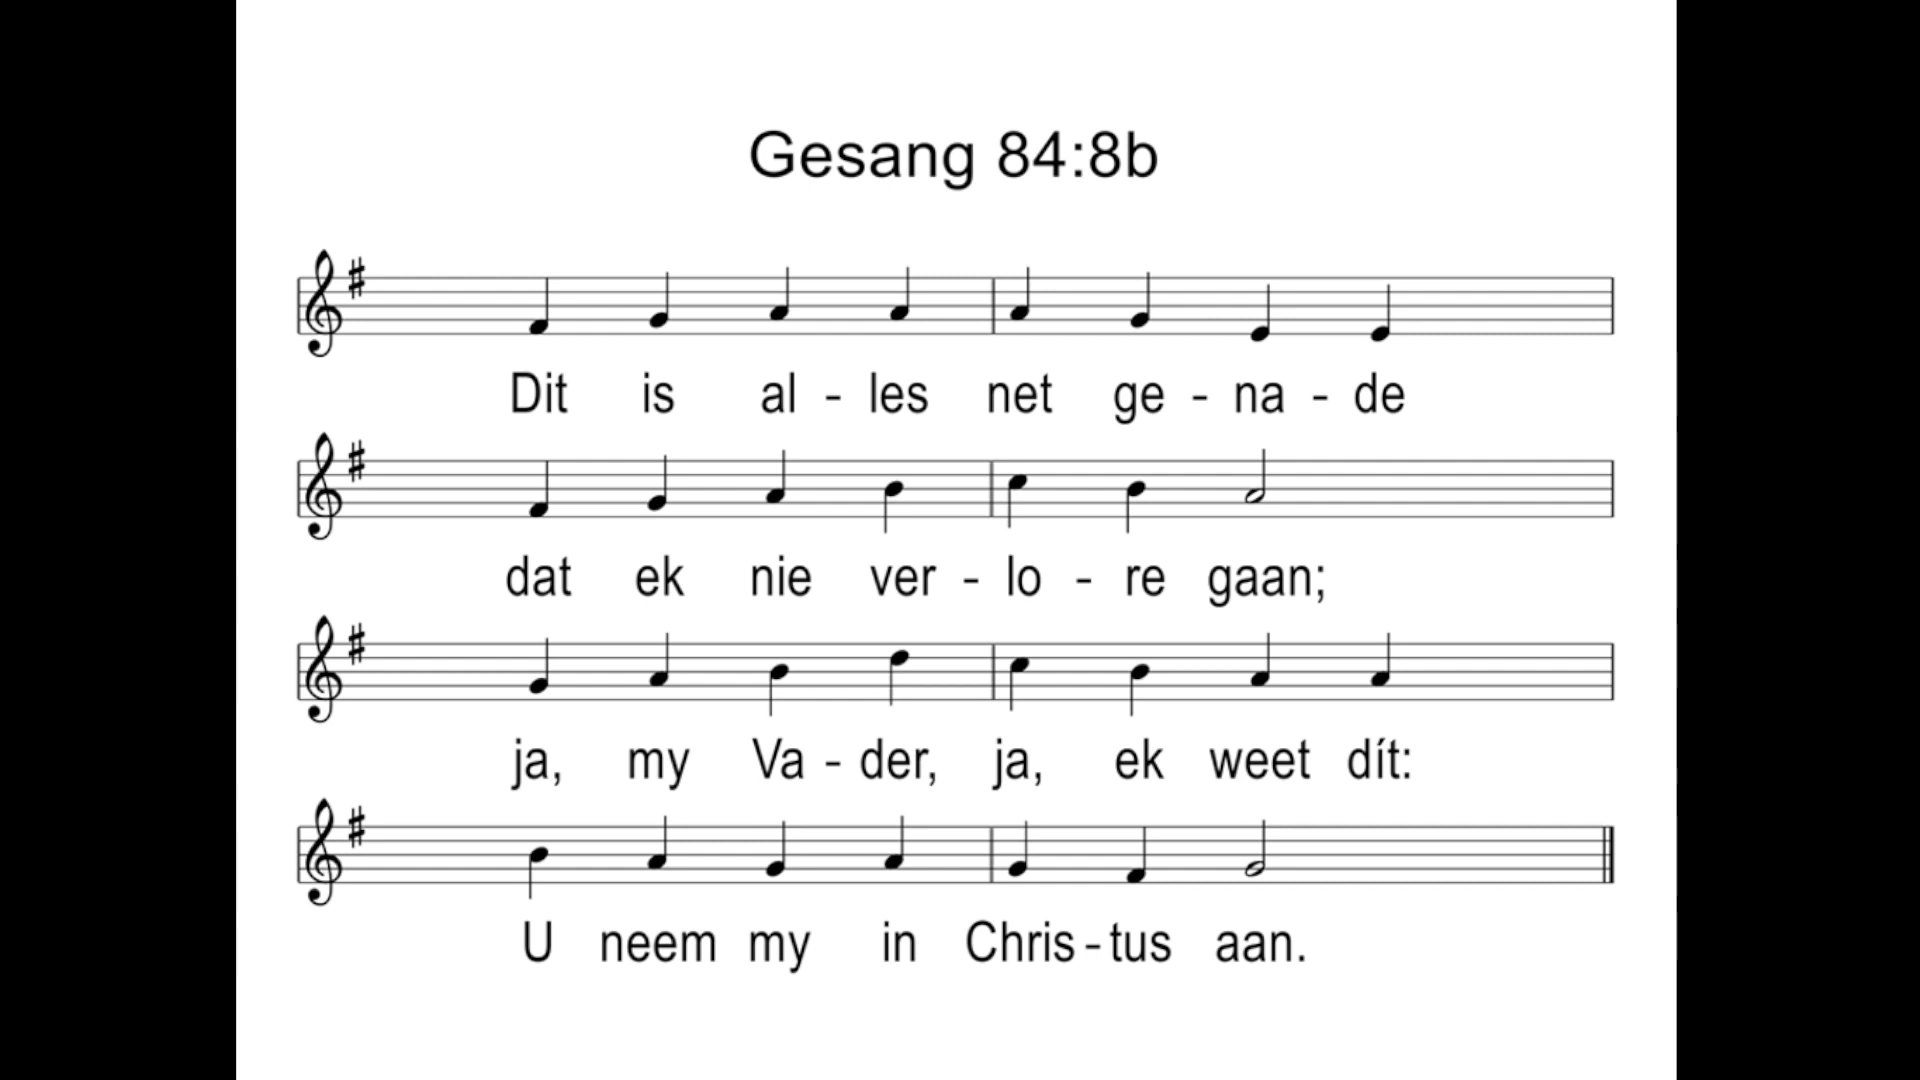 Gesang 84:8b
Dit is al - les net ge - na - de
dat ek nie ver - lo - re gaan;
ja, my Va - der, ja, ek weet dít:
U neem my in Chris - tus aan.